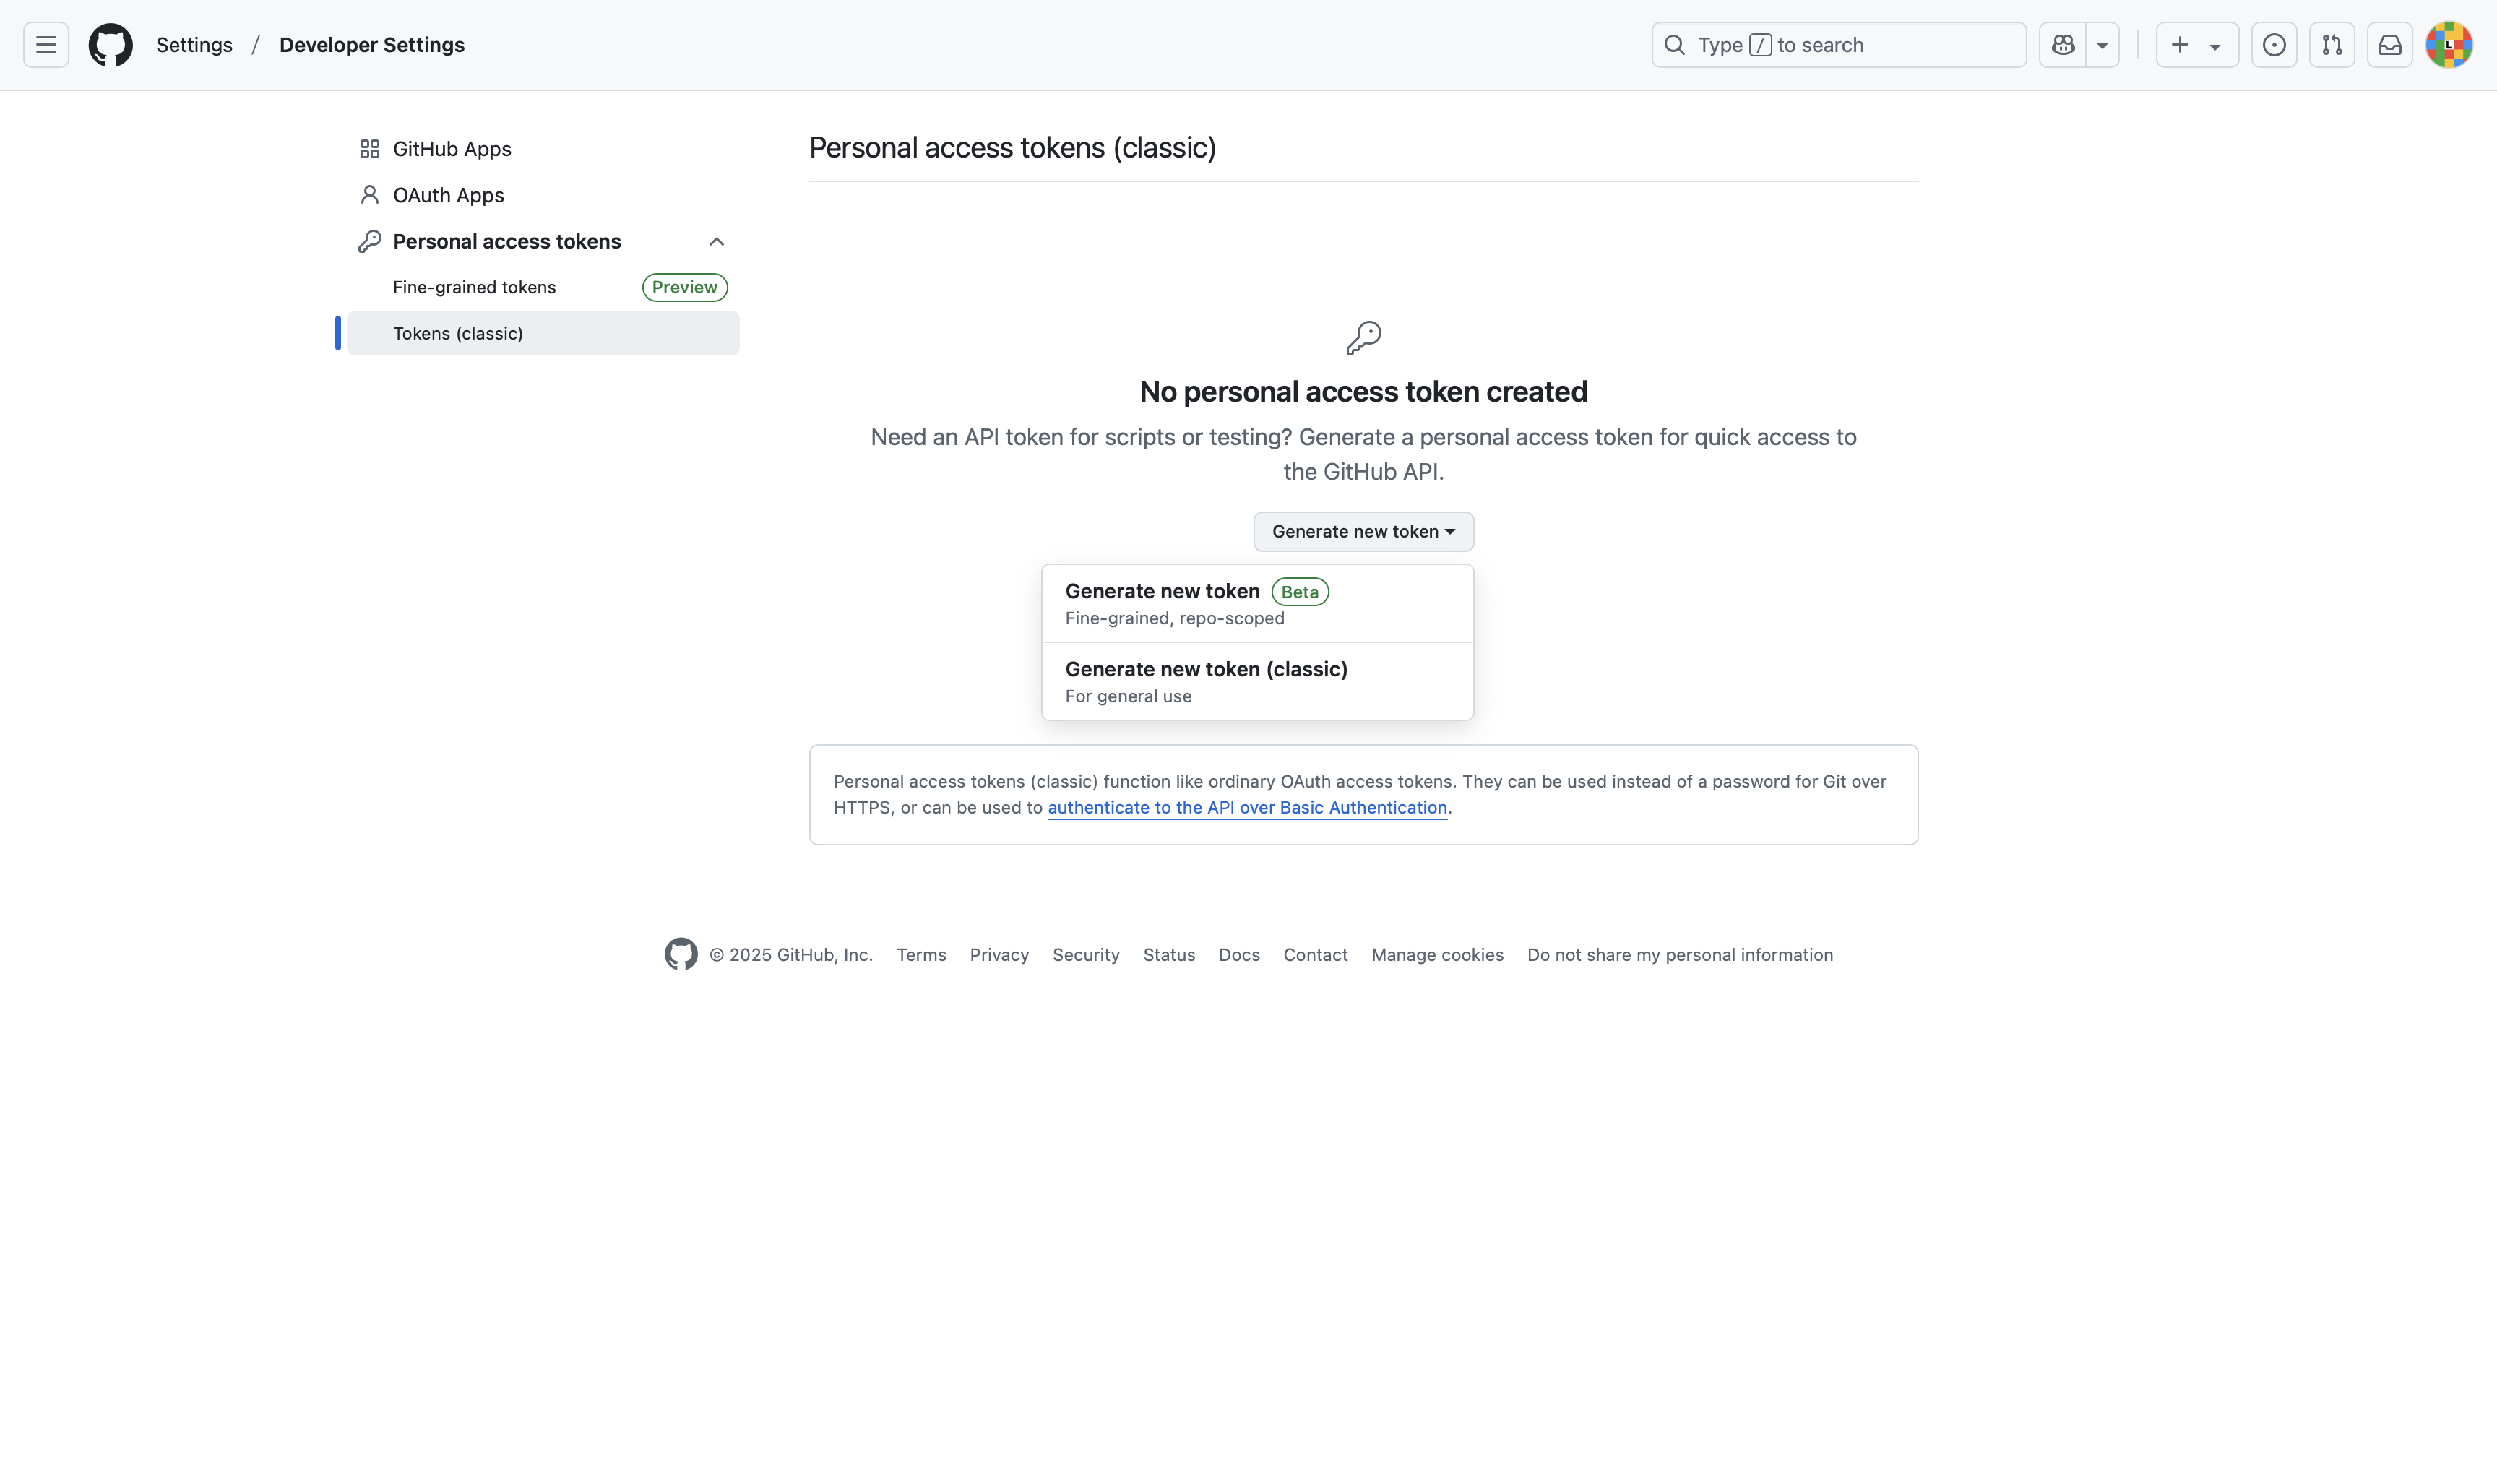 Settings / Developer Settings
Type / to search
L
GitHub Apps
OAuth Apps
Personal access tokens
Fine-grained tokens Preview
Tokens (classic)
Personal access tokens (classic)
No personal access token created
Need an API token for scripts or testing? Generate a personal access token for quick access to
the GitHub API.
Generate new token
Generate new token Beta
Fine-grained, repo-scoped
Generate new token (classic)
For general use
Personal access tokens (classic) function like ordinary OAuth access tokens. They can be used instead of a password for Git over
HTTPS, or can be used to authenticate to the API over Basic Authentication.
© 2025 GitHub, Inc. Terms Privacy Security Status Docs Contact Manage cookies Do not share my personal information